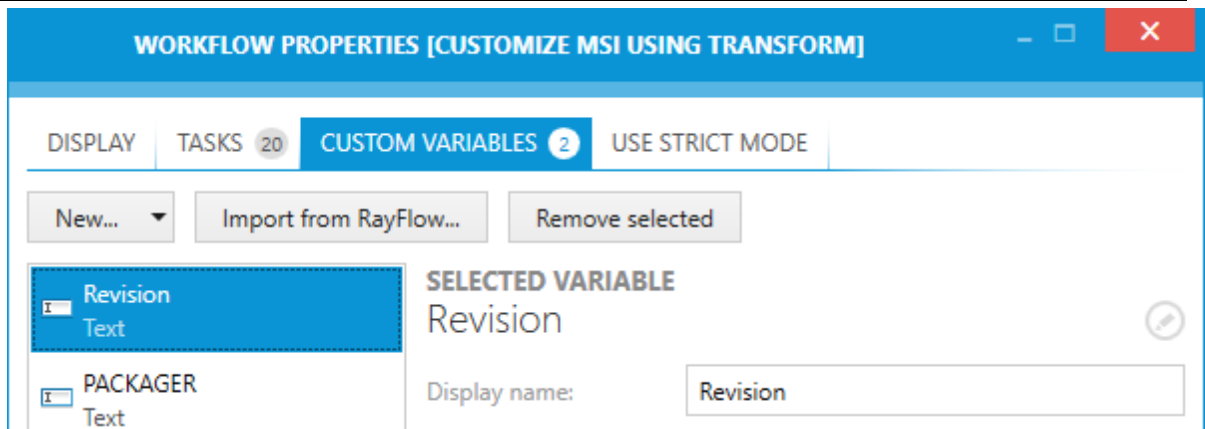 WORKFLOW PROPERTIES [CUSTOMIZE MSI USING TRANSFORM]
DISPLAY TASKS 20 CUSTOM VARIABLES 2 USE STRICT MODE
New... Import from RayFlow... Remove selected
Revision
Text
PACKAGER
Text
SELECTED VARIABLE
Revision
Display name: Revision